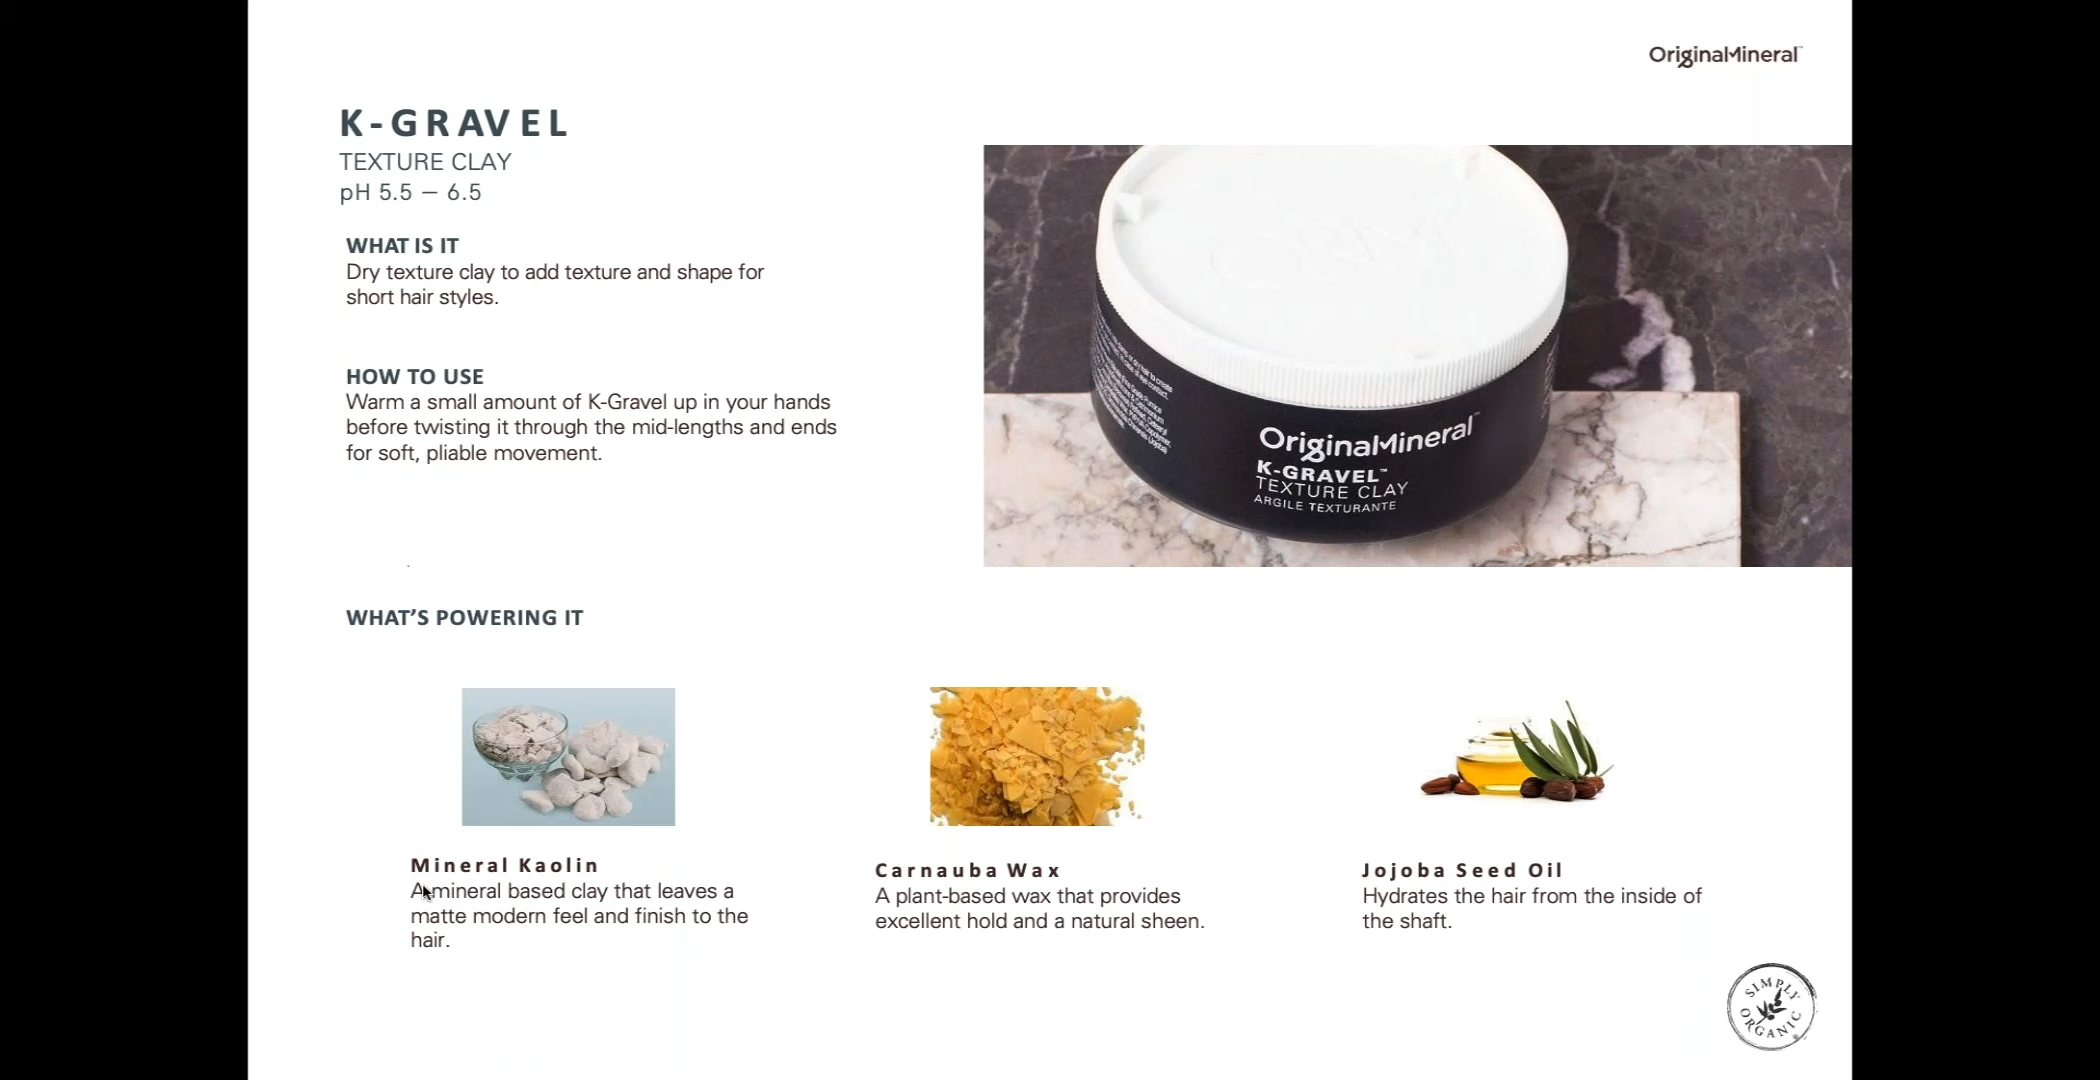 OriginalMineral™
K-GRAVEL
TEXTURE CLAY
pH 5.5 – 6.5
WHAT IS IT
Dry texture clay to add texture and shape for
short hair styles.
HOW TO USE
Warm a small amount of K-Gravel up in your hands
before twisting it through the mid-lengths and ends
for soft, pliable movement.
O&M
OriginalMineral™
K-GRAVEL™
TEXTURE CLAY
ARGILE TEXTURANTE
WHAT'S POWERING IT
Mineral Kaolin
A mineral based clay that leaves a
matte modern feel and finish to the
hair.
Carnauba Wax
A plant-based wax that provides
excellent hold and a natural sheen.
Jojoba Seed Oil
Hydrates the hair from the inside of
the shaft.
SIMPLY
ORGANIC